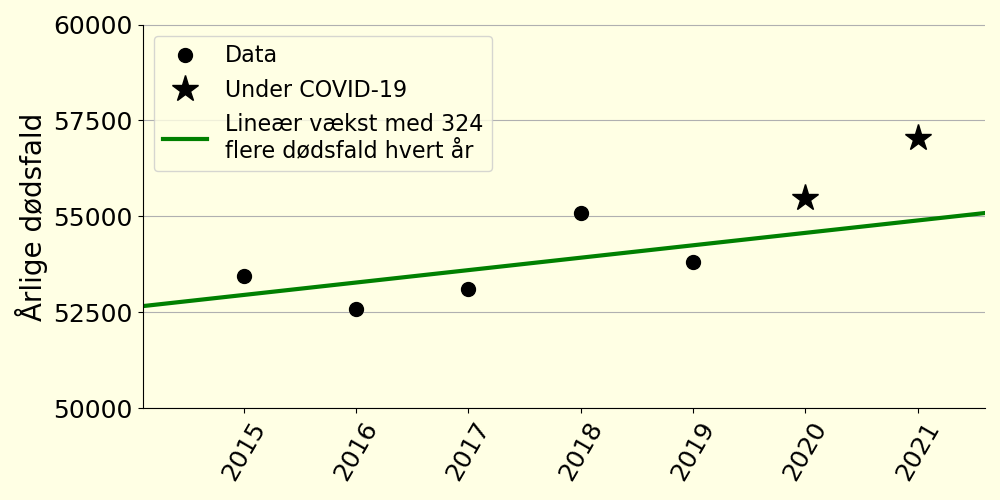 60000
57500
55000
52500
50000
Årlige dødsfald
Data
Under COVID-19
Lineær vækst med 324
flere dødsfald hvert år
2015
2016
2017
2018
2019
2020
2021